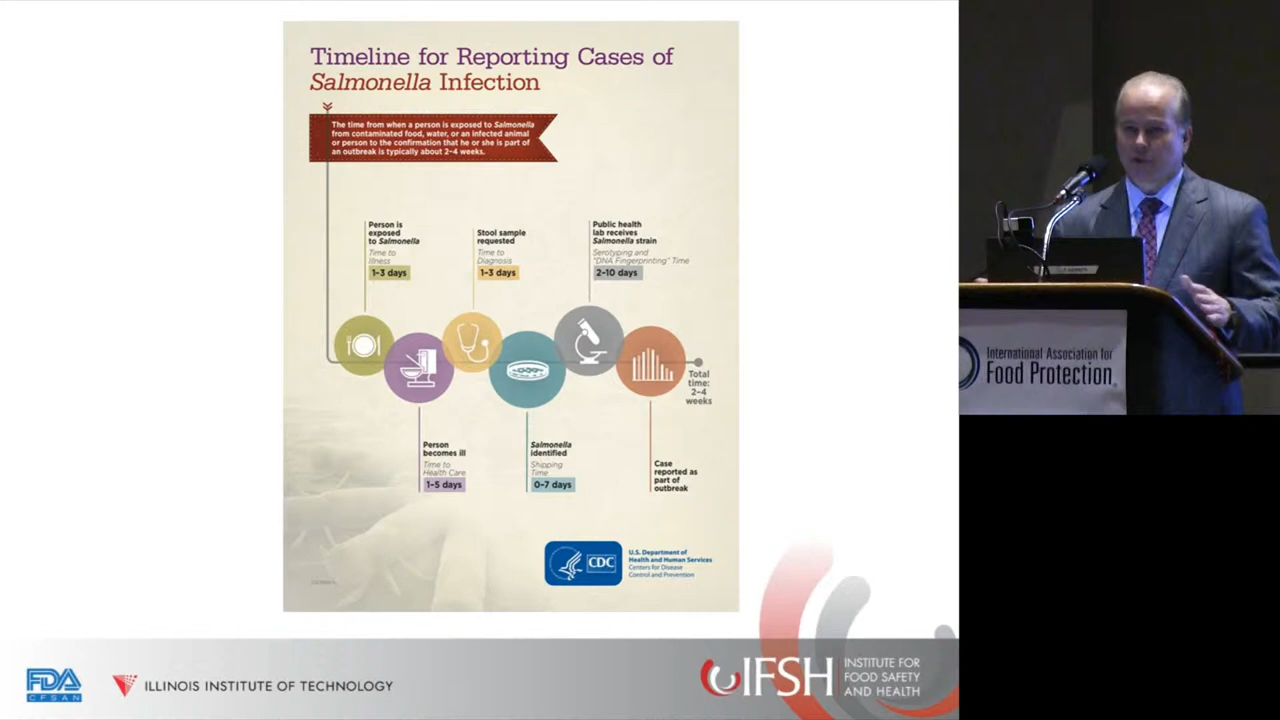 Timeline for Reporting Cases of
Salmonella Infection
The time from when a person is exposed to Salmonella
from contaminated food, water, or an infected animal
or person to the confirmation that he or she is part of
an outbreak is typically about 2–4 weeks.
Person is
exposed
to Salmonella
Time to
Illness
1–3 days
Stool sample
requested
Time to
Diagnosis
1–3 days
Public health
lab receives
Salmonella strain
Serotyping and
"DNA Fingerprinting" Time
2–10 days
Total
time:
2–4
weeks
Person
becomes ill
Time to
Health Care
1–5 days
Salmonella
identified
Shipping
Time
0–7 days
Case
reported as
part of
outbreak
CDC
U.S. Department of
Health and Human Services
Centers for Disease
Control and Prevention
International Association for
Food Protection
FDA
CFSAN
ILLINOIS INSTITUTE OF TECHNOLOGY
IFSH
INSTITUTE FOR
FOOD SAFETY
AND HEALTH